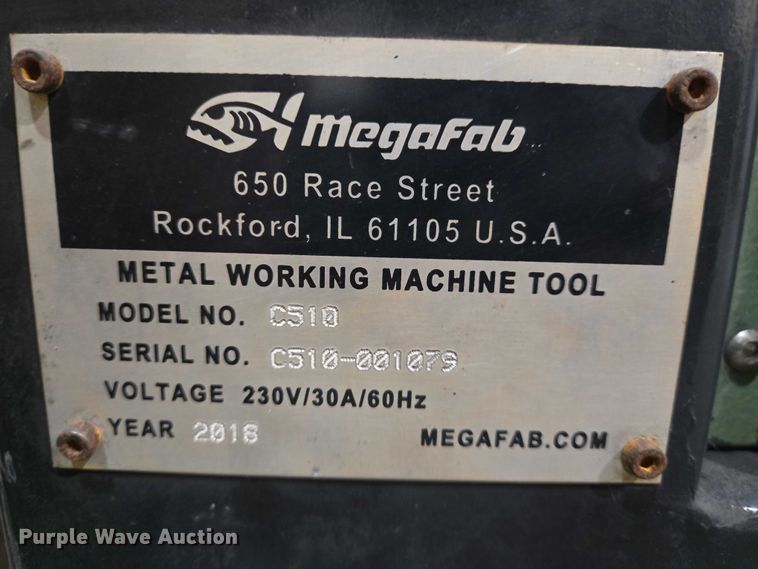 MegaFab
650 Race Street
Rockford, IL 61105 U.S.A.
METAL WORKING MACHINE TOOL
MODEL NO. C510
SERIAL NO. C510-001079
VOLTAGE 230V/30A/60Hz
YEAR 2018
MEGAFAB.COM
Purple Wave Auction